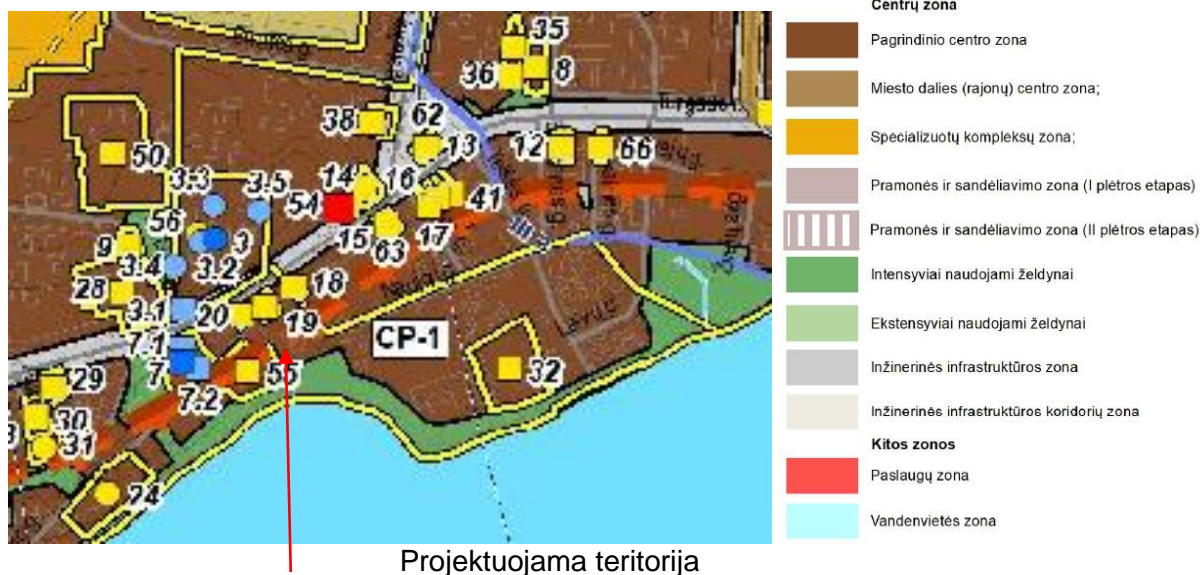 Centrų zona
Pagrindinio centro zona
Miesto dalies (rajonų) centro zona;
Specializuotų kompleksų zona;
Pramonės ir sandėliavimo zona (I plėtros etapas)
Pramonės ir sandėliavimo zona (II plėtros etapas)
Intensyviai naudojami želdynai
Ekstensyviai naudojami želdynai
Inžinerinės infrastruktūros zona
Inžinerinės infrastruktūros koridorių zona
Kitos zonos
Paslaugų zona
Vandenvietės zona
35
36
8
38
62
13
12
66
50
3.3
3.5
14
16
54
41
56
3
15
63
17
9
3.4
3.2
28
18
3.1
20
19
7.1
CP-1
7
55
32
7.2
29
30
31
24
Projektuojama teritorija